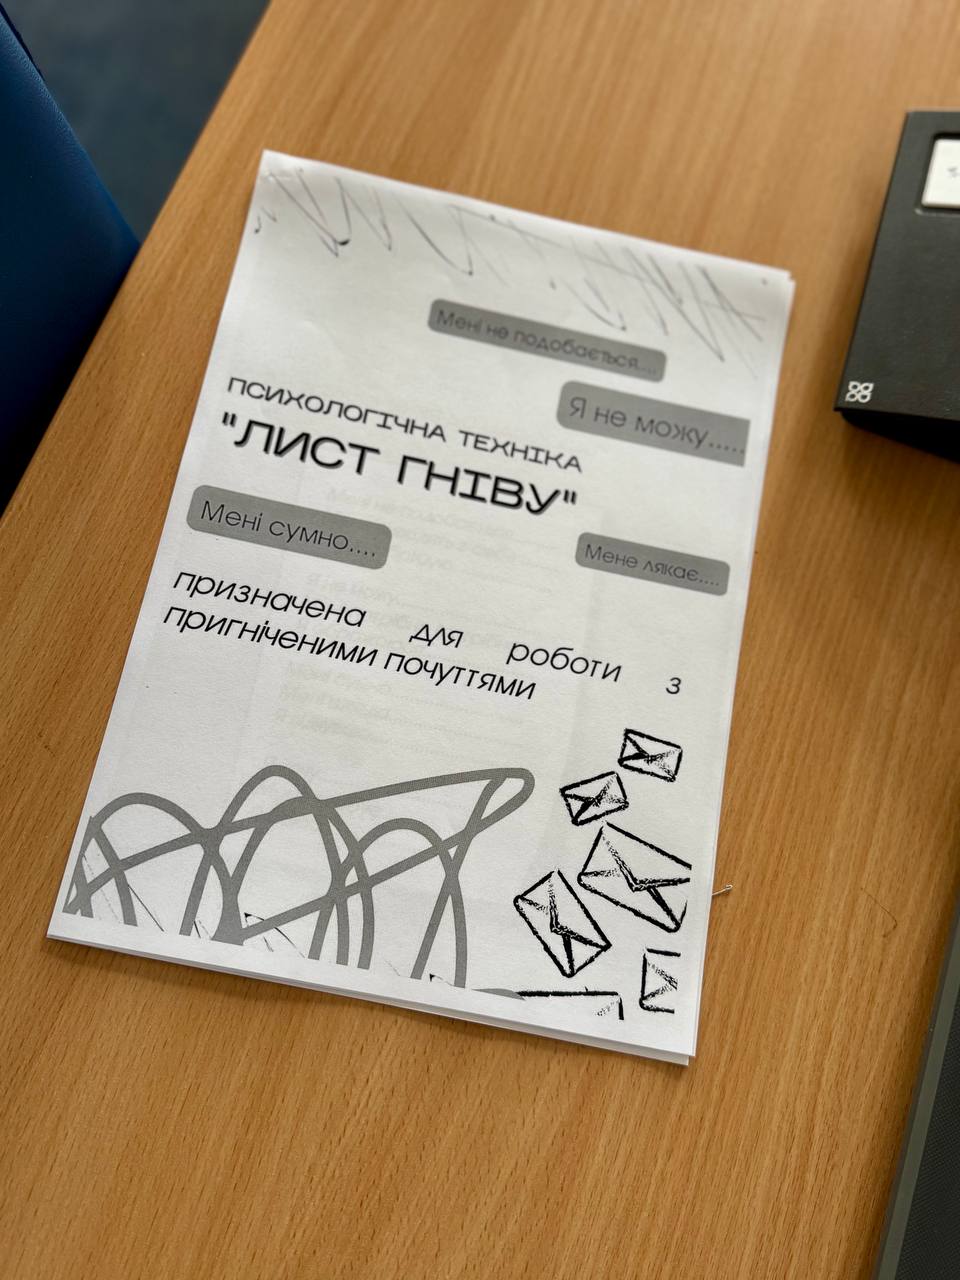 Мені не подобається....
Я не можу.....
ПСИХОЛОГІЧНА ТЕХНІКА
"ЛИСТ ГНІВУ"
Мені сумно....
Мене лякає....
призначена для роботи з
пригніченими почуттями